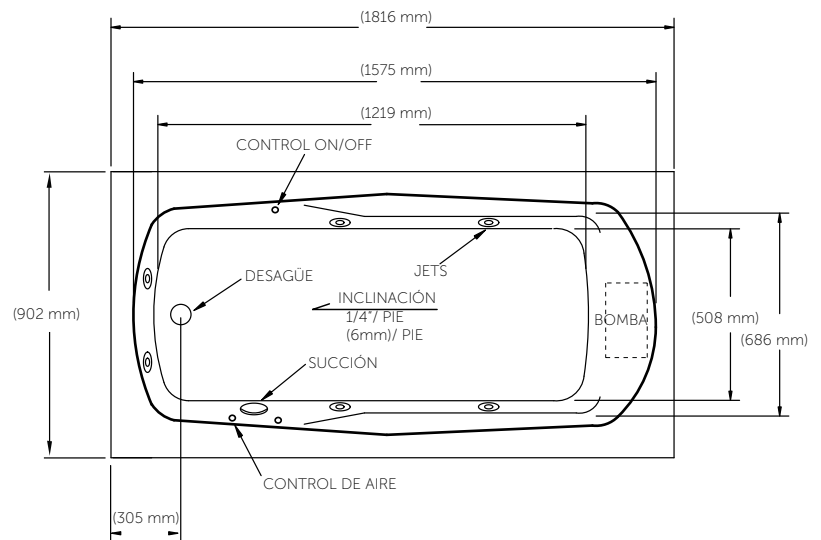 (1816 mm)
(1575 mm)
(1219 mm)
CONTROL ON/OFF
DESAGÜE
JETS
INCLINACIÓN
1/4"/ PIE
(6mm)/ PIE
(902 mm)
BOMBA
(508 mm)
(686 mm)
SUCCIÓN
CONTROL DE AIRE
(305 mm)